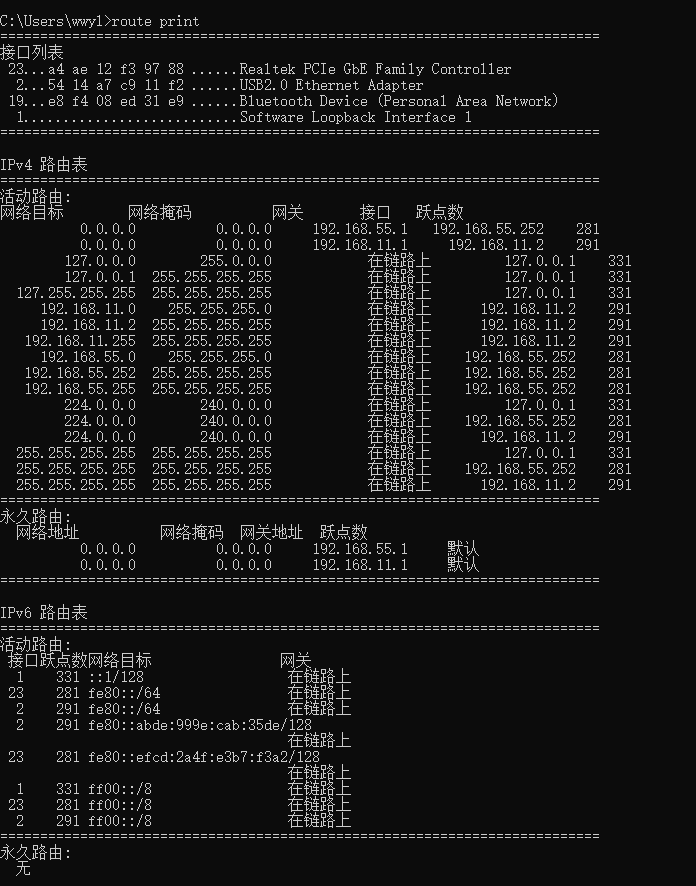 C:\Users\wwyl>route print
===========================================================================
接口列表
 23...a4 ae 12 f3 97 88 ......Realtek PCIe GbE Family Controller
  2...54 14 a7 c9 11 f2 ......USB2.0 Ethernet Adapter
 19...e8 f4 08 ed 31 e9 ......Bluetooth Device (Personal Area Network)
  1...........................Software Loopback Interface 1
===========================================================================
IPv4 路由表
===========================================================================
活动路由:
网络目标        网络掩码          网关       接口   跃点数
          0.0.0.0          0.0.0.0     192.168.55.1   192.168.55.252    281
          0.0.0.0          0.0.0.0     192.168.11.1     192.168.11.2    291
        127.0.0.0        255.0.0.0            在链路上         127.0.0.1    331
        127.0.0.1  255.255.255.255            在链路上         127.0.0.1    331
  127.255.255.255  255.255.255.255            在链路上         127.0.0.1    331
     192.168.11.0    255.255.255.0            在链路上      192.168.11.2    291
     192.168.11.2  255.255.255.255            在链路上      192.168.11.2    291
   192.168.11.255  255.255.255.255            在链路上      192.168.11.2    291
     192.168.55.0    255.255.255.0            在链路上    192.168.55.252    281
   192.168.55.252  255.255.255.255            在链路上    192.168.55.252    281
   192.168.55.255  255.255.255.255            在链路上    192.168.55.252    281
        224.0.0.0        240.0.0.0            在链路上         127.0.0.1    331
        224.0.0.0        240.0.0.0            在链路上    192.168.55.252    281
        224.0.0.0        240.0.0.0            在链路上      192.168.11.2    291
  255.255.255.255  255.255.255.255            在链路上         127.0.0.1    331
  255.255.255.255  255.255.255.255            在链路上    192.168.55.252    281
  255.255.255.255  255.255.255.255            在链路上      192.168.11.2    291
===========================================================================
永久路由:
  网络地址          网络掩码  网关地址  跃点数
          0.0.0.0          0.0.0.0     192.168.55.1     默认
          0.0.0.0          0.0.0.0     192.168.11.1     默认
===========================================================================
IPv6 路由表
===========================================================================
活动路由:
 接口跃点数网络目标                网关
  1    331 ::1/128                  在链路上
 23    281 fe80::/64                在链路上
  2    291 fe80::/64                在链路上
  2    291 fe80::abde:999e:cab:35de/128
                                    在链路上
 23    281 fe80::efcd:2a4f:e3b7:f3a2/128
                                    在链路上
  1    331 ff00::/8                 在链路上
 23    281 ff00::/8                 在链路上
  2    291 ff00::/8                 在链路上
===========================================================================
永久路由:
  无